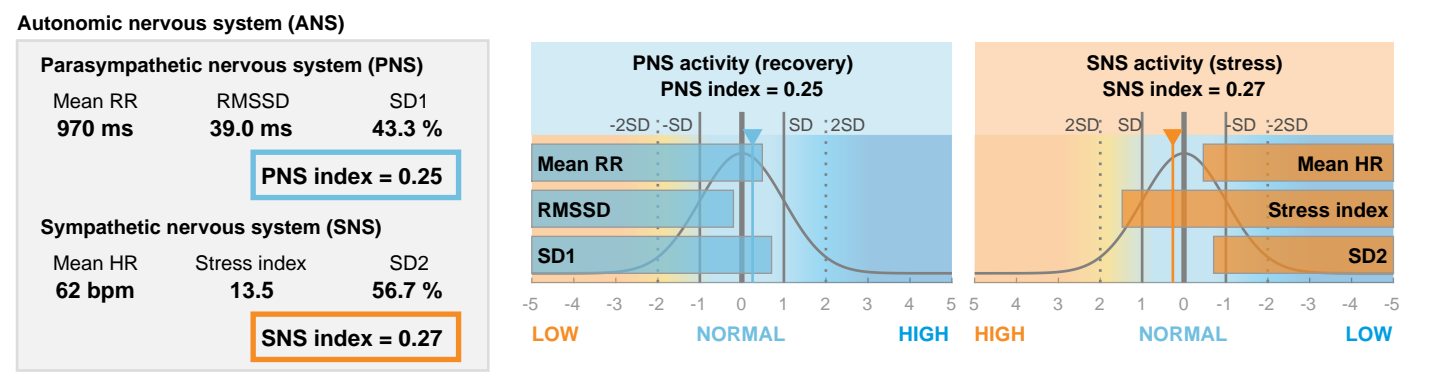 Autonomic nervous system (ANS)
Parasympathetic nervous system (PNS)
Mean RR RMSSD SD1
970 ms 39.0 ms 43.3 %
PNS index = 0.25
Sympathetic nervous system (SNS)
Mean HR Stress index SD2
62 bpm 13.5 56.7 %
SNS index = 0.27
PNS activity (recovery)
PNS index = 0.25
-2SD -SD SD 2SD
Mean RR
RMSSD
SD1
-5 -4 -3 -2 -1 0 1 2 3 4 5
LOW NORMAL HIGH
SNS activity (stress)
SNS index = 0.27
2SD SD -SD -2SD
Mean HR
Stress index
SD2
5 4 3 2 1 0 -1 -2 -3 -4 -5
HIGH NORMAL LOW